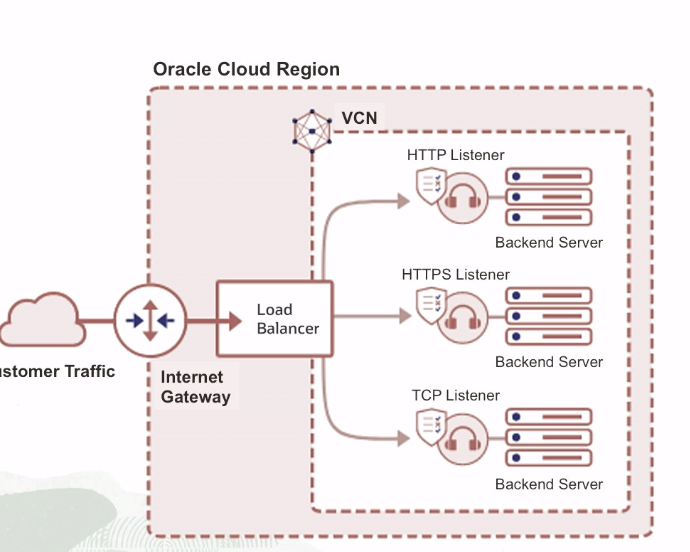 Oracle Cloud Region
VCN
HTTP Listener
Backend Server
HTTPS Listener
Load
Balancer
Backend Server
Customer Traffic
Internet
Gateway
TCP Listener
Backend Server